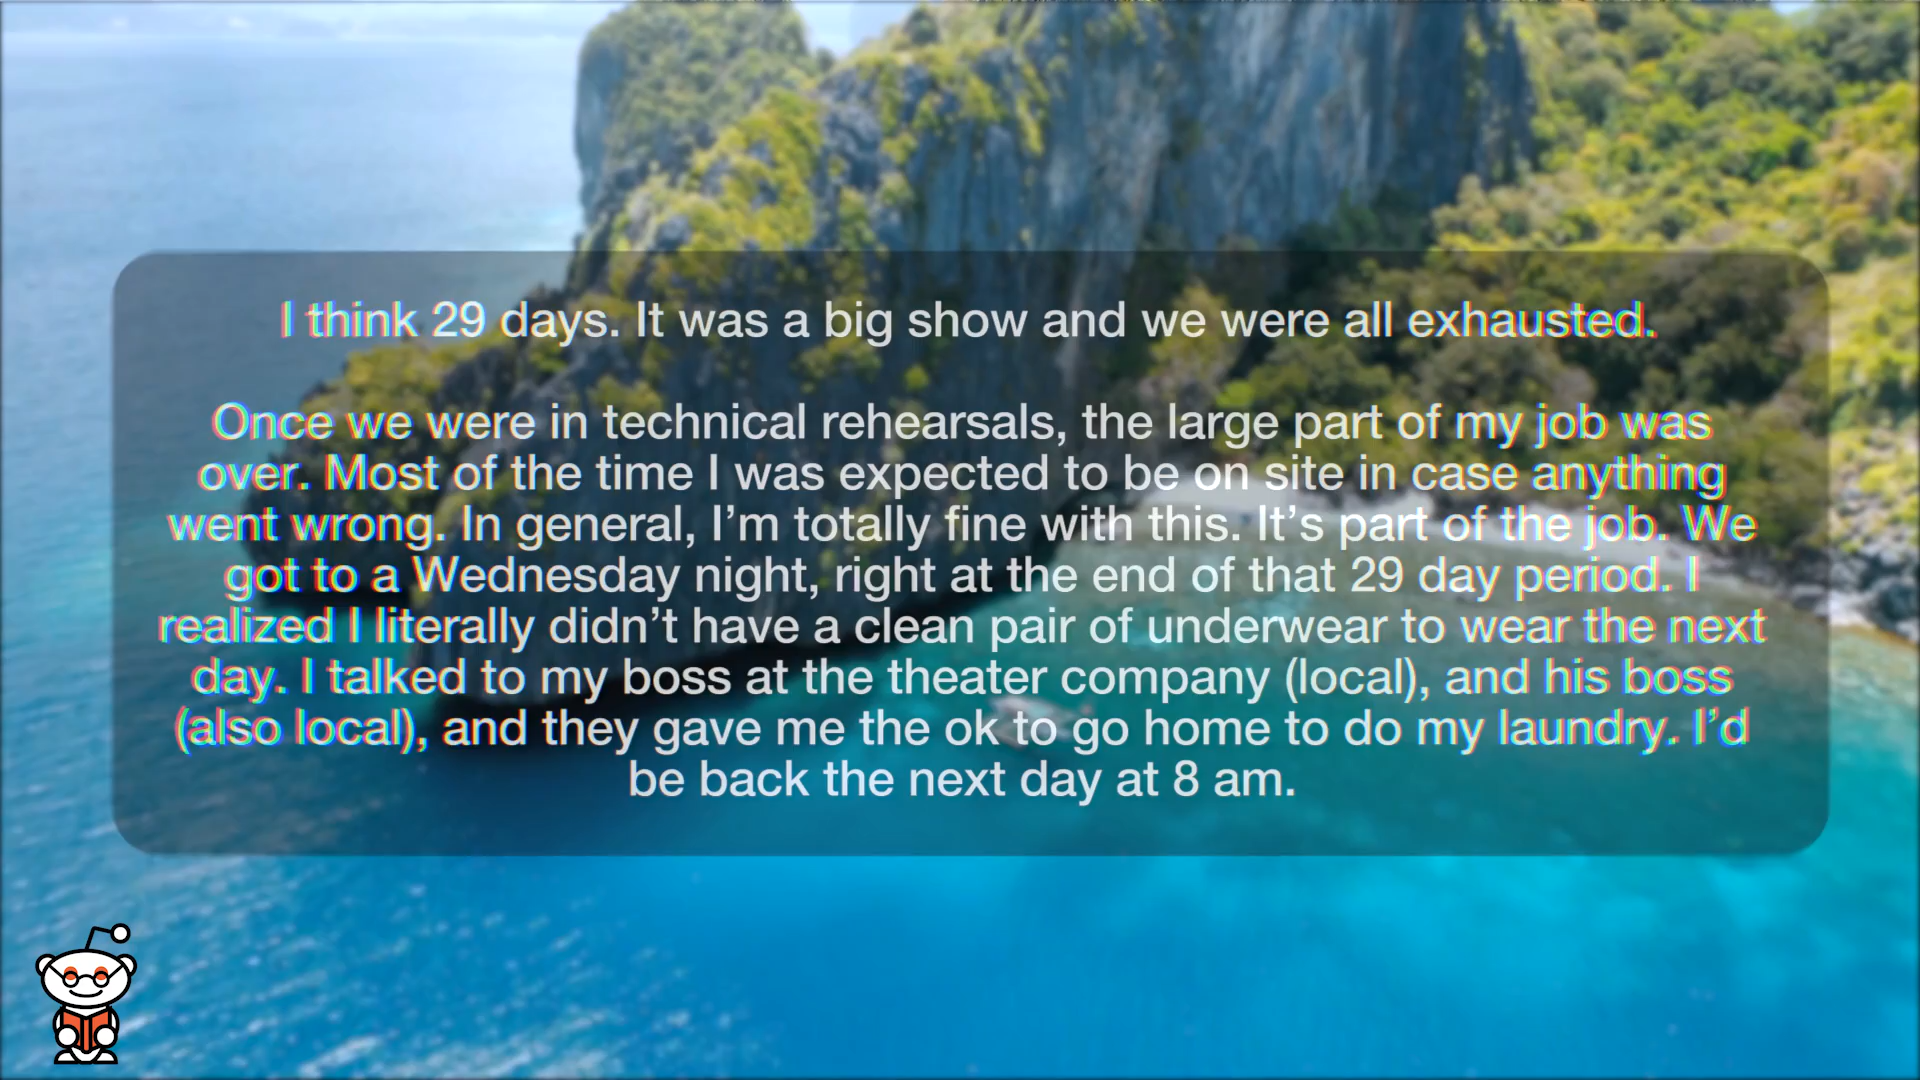 I think 29 days. It was a big show and we were all exhausted.
Once we were in technical rehearsals, the large part of my job was
over. Most of the time I was expected to be on site in case anything
went wrong. In general, I’m totally fine with this. It’s part of the job. We
got to a Wednesday night, right at the end of that 29 day period. I
realized I literally didn’t have a clean pair of underwear to wear the next
day. I talked to my boss at the theater company (local), and his boss
(also local), and they gave me the ok to go home to do my laundry. I’d
be back the next day at 8 am.